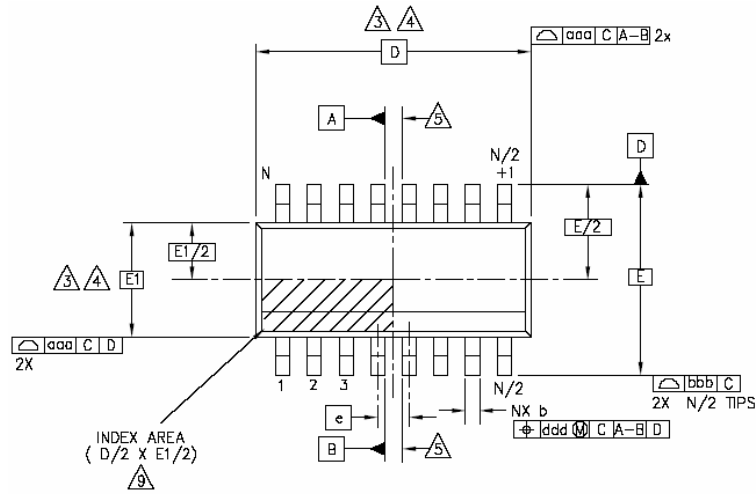 3 4
D
aaa C A-B 2x
A
5
D
N
N/2
+1
E1/2
E/2
3 4
E1
E
aaa C D
2X
1 2 3
N/2
bbb C
2X N/2 TIPS
e
NX b
ddd M C A-B D
INDEX AREA
( D/2 X E1/2)
B
5
9